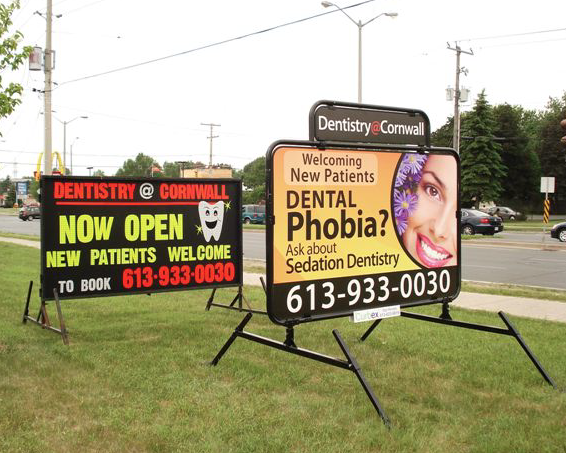 DENTISTRY @ CORNWALL
NOW OPEN
NEW PATIENTS WELCOME
TO BOOK 613-933-0030
Dentistry@Cornwall
Welcoming
New Patients
DENTAL
Phobia?
Ask about
Sedation Dentistry
613-933-0030
Curbex